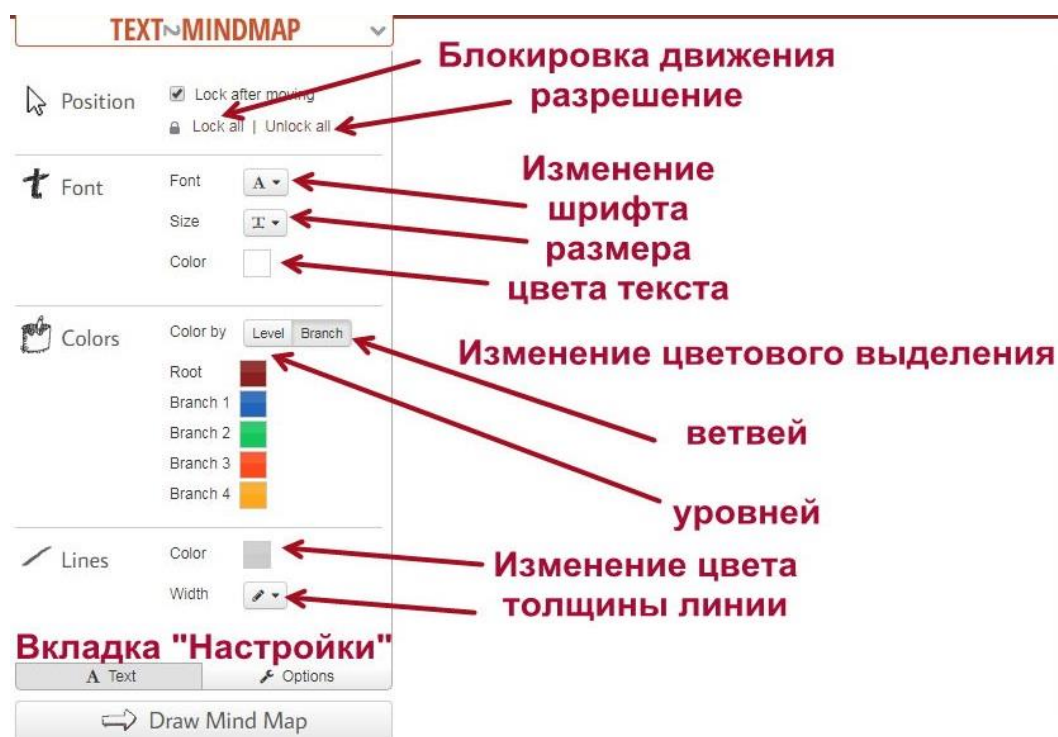 TEXT~MINDMAP
Блокировка движения
разрешение
Position
Lock after moving
Lock all | Unlock all
Font
Font
A
Size
T
Color
Изменение
шрифта
размера
цвета текста
Colors
Color by
Level
Branch
Root
Branch 1
Branch 2
Branch 3
Branch 4
Изменение цветового выделения
ветвей
уровней
Lines
Color
Width
Изменение цвета
толщины линии
Вкладка "Настройки"
A Text
Options
Draw Mind Map